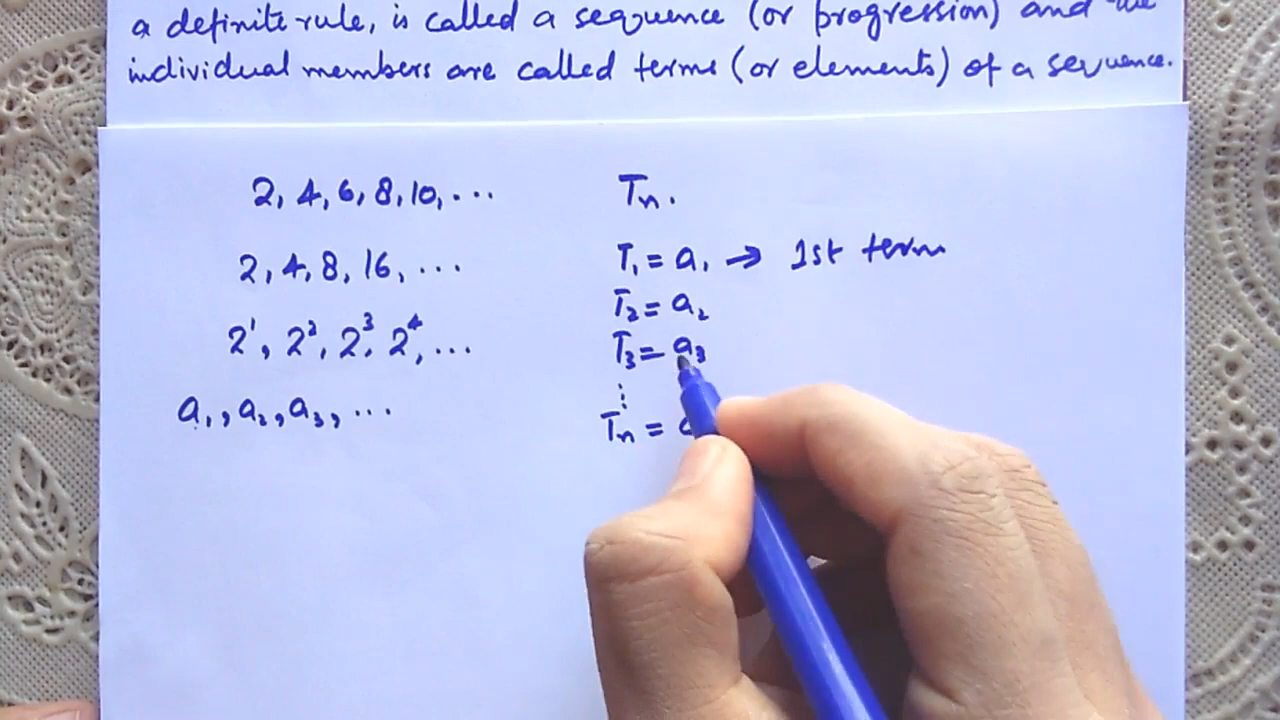 a definite rule, is called a sequence (or progression) and the
individual members are called terms (or elements) of a sequence.
2, 4, 6, 8, 10, ...
2, 4, 8, 16, ...
2¹, 2², 2³, 2⁴, ...
a₁, a₂, a₃, ...
Tₙ.
T₁ = a₁ → 1st term
T₂ = a₂
T₃ = a₃
⋮
Tₙ =